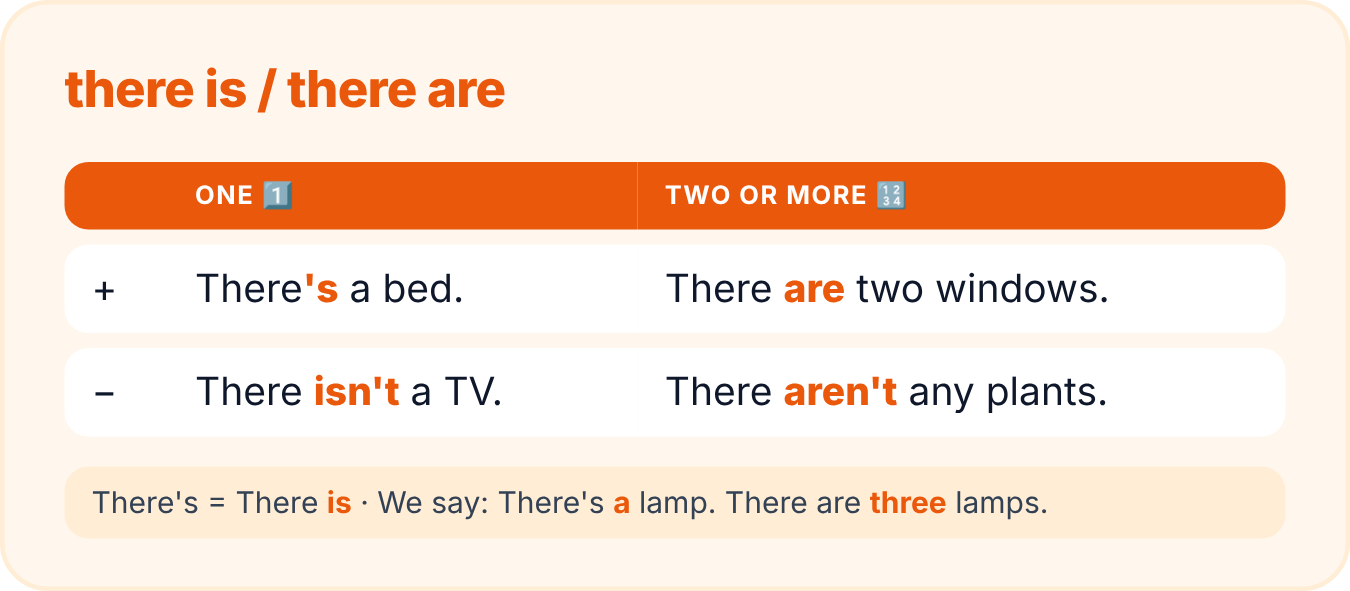 there is / there are
ONE 1️⃣ TWO OR MORE 🔢
+ There's a bed. There are two windows.
− There isn't a TV. There aren't any plants.
There's = There is · We say: There's a lamp. There are three lamps.